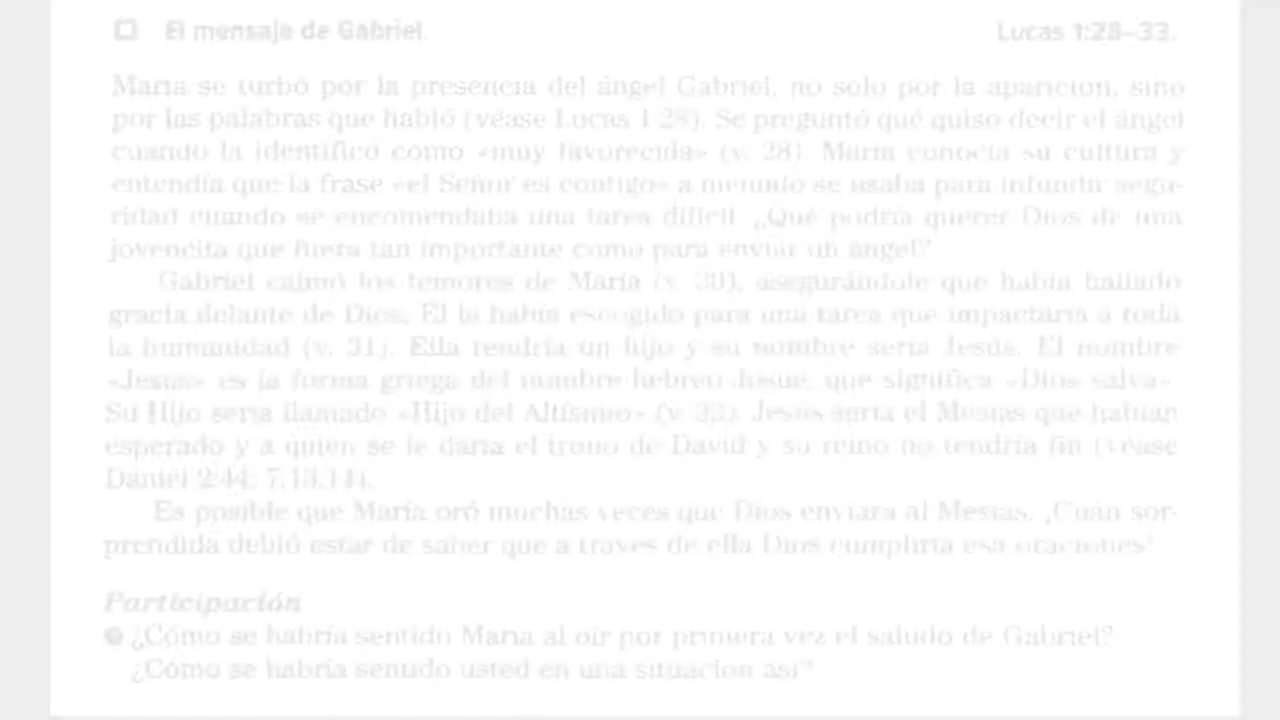 El mensaje de Gabriel. Lucas 1:28–33.
María se turbó por la presencia del ángel Gabriel, no solo por la aparición, sino
por las palabras que habló (véase Lucas 1:28). Se preguntó qué quiso decir el ángel
cuando la identificó como «muy favorecida» (v. 28). María conocía su cultura y
entendía que la frase «el Señor es contigo» a menudo se usaba para infundir segu-
ridad cuando se encomendaba una tarea difícil. ¿Qué podría querer Dios de una
jovencita que fuera tan importante como para enviar un ángel?
Gabriel calmó los temores de María (v. 30), asegurándole que había hallado
gracia delante de Dios. Él la había escogido para una tarea que impactaría a toda
la humanidad (v. 31). Ella tendría un hijo y su nombre sería Jesús. El nombre
«Jesús» es la forma griega del nombre hebreo Josué, que significa «Dios salva».
Su Hijo sería llamado «Hijo del Altísimo» (v. 32). Jesús sería el Mesías que habían
esperado y a quien se le daría el trono de David y su reino no tendría fin (véase
Daniel 2:44; 7:13,14).
Es posible que María oró muchas veces que Dios enviara al Mesías. ¡Cuán sor-
prendida debió estar de saber que a través de ella Dios cumpliría esa oraciones!
Participación
¿Cómo se habría sentido María al oír por primera vez el saludo de Gabriel?
¿Cómo se habría sentido usted en una situación así?